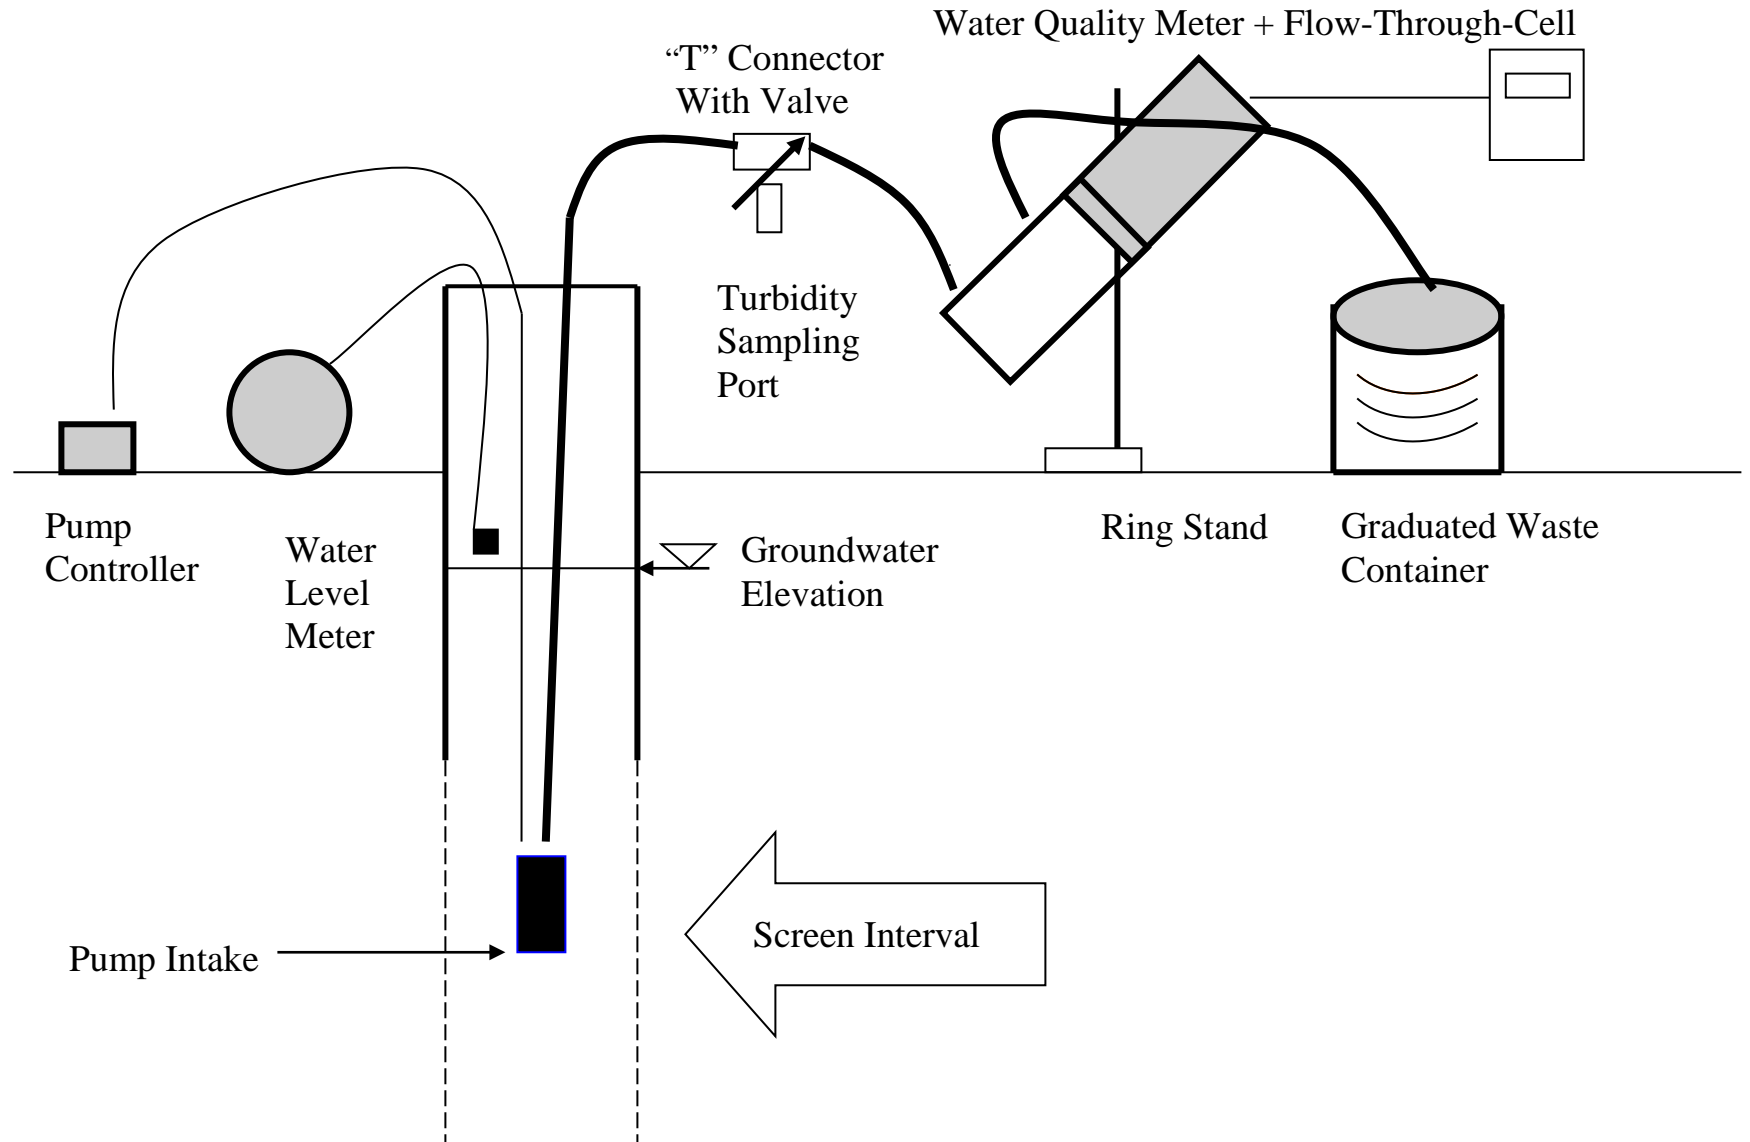 Water Quality Meter + Flow-Through-Cell
“T” Connector
With Valve
Turbidity
Sampling
Port
Pump
Controller
Water
Level
Meter
Groundwater
Elevation
Ring Stand
Graduated Waste
Container
Pump Intake
Screen Interval